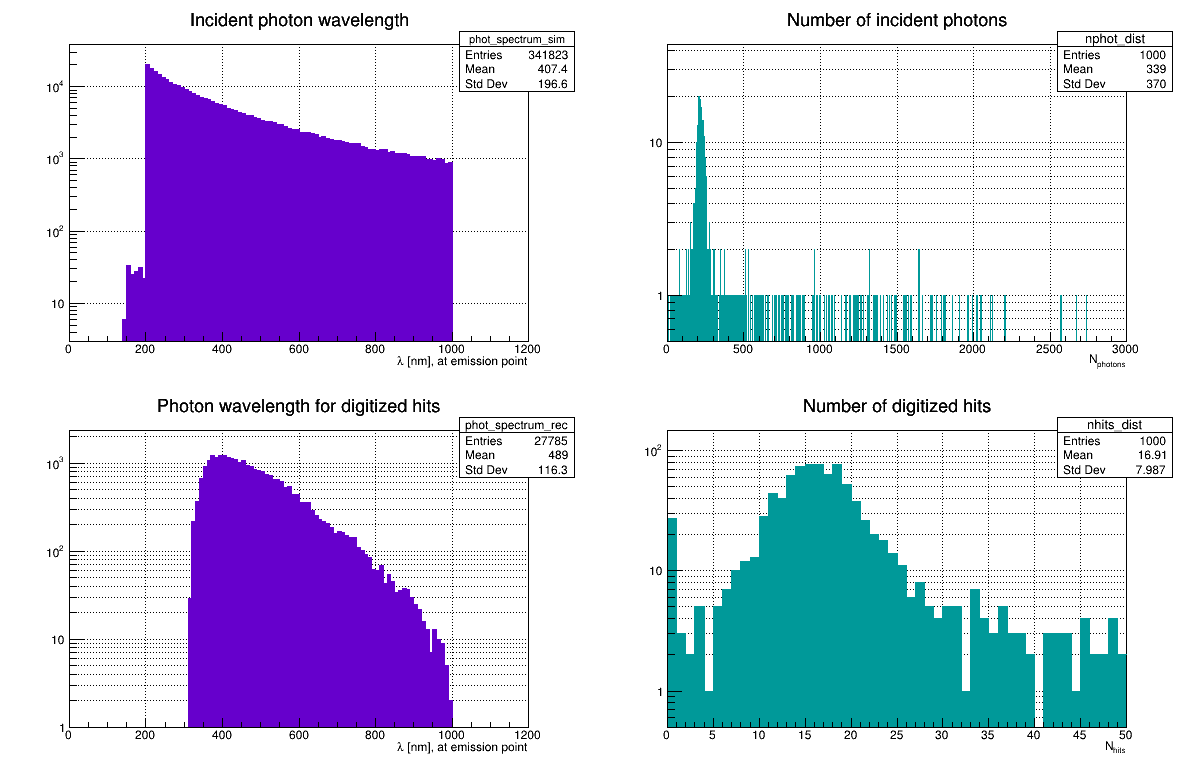 Incident photon wavelength
phot_spectrum_sim
Entries 341823
Mean 407.4
Std Dev 196.6
10⁴
10³
10²
10
0 200 400 600 800 1000 1200
λ [nm], at emission point
Number of incident photons
nphot_dist
Entries 1000
Mean 339
Std Dev 370
10
1
0 500 1000 1500 2000 2500 3000
N_photons
Photon wavelength for digitized hits
phot_spectrum_rec
Entries 27785
Mean 489
Std Dev 116.3
10³
10²
10
1
0 200 400 600 800 1000 1200
λ [nm], at emission point
Number of digitized hits
nhits_dist
Entries 1000
Mean 16.91
Std Dev 7.987
10²
10
1
0 5 10 15 20 25 30 35 40 45 50
N_hits